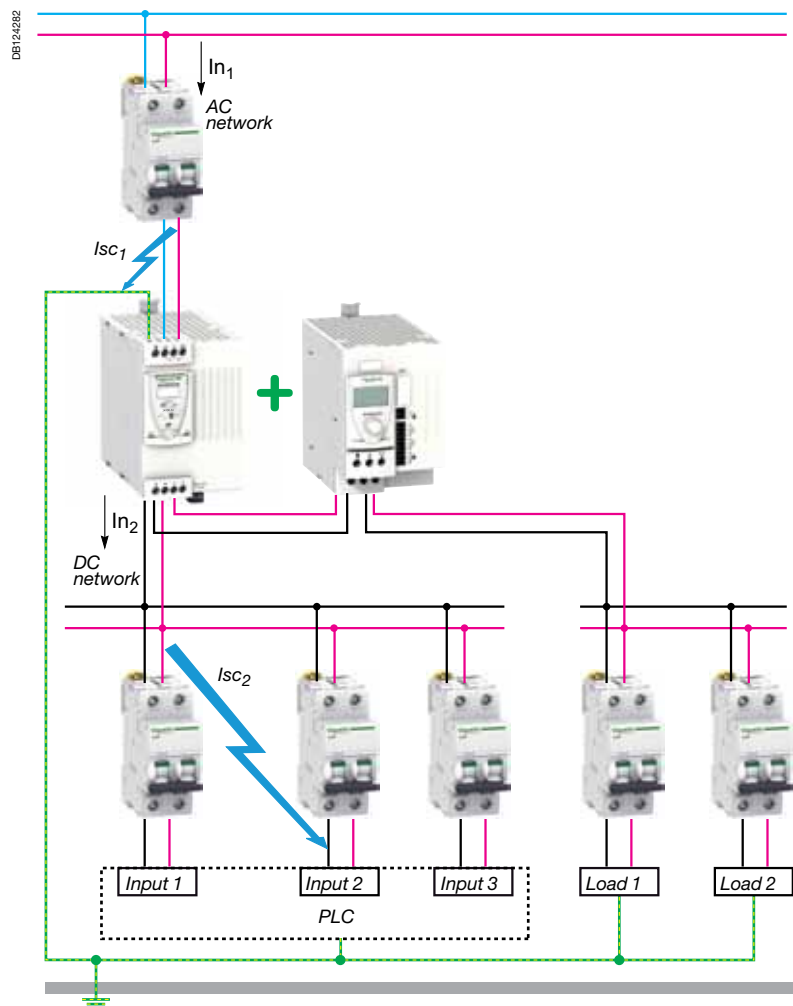 DB124282
In1
AC
network
Isc1
In2
DC
network
Isc2
Input 1
Input 2
Input 3
Load 1
Load 2
PLC